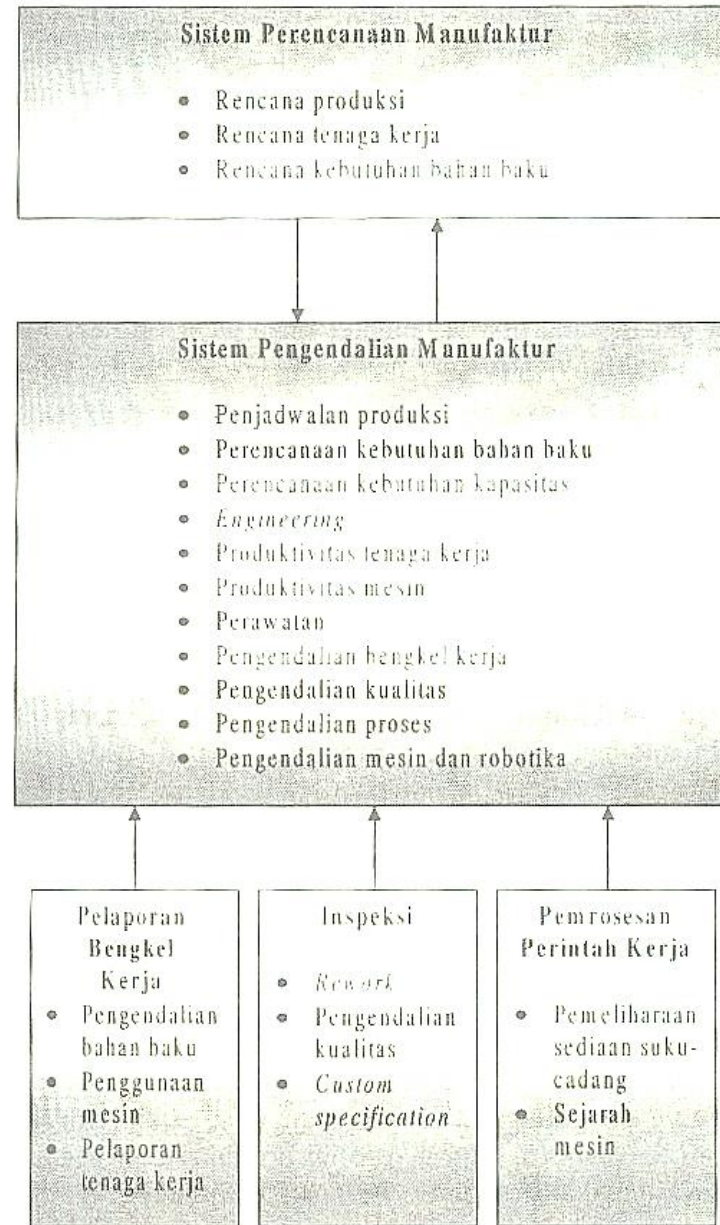 Sistem Perencanaan Manufaktur
• Rencana produksi
• Rencana tenaga kerja
• Rencana kebutuhan bahan baku
Sistem Pengendalian Manufaktur
• Penjadwalan produksi
• Perencanaan kebutuhan bahan baku
• Perencanaan kebutuhan kapasitas
• Engineering
• Produktivitas tenaga kerja
• Produktivitas mesin
• Perawatan
• Pengendalian bengkel kerja
• Pengendalian kualitas
• Pengendalian proses
• Pengendalian mesin dan robotika
Pelaporan
Bengkel
Kerja
• Pengendalian
bahan baku
• Penggunaan
mesin
• Pelaporan
tenaga kerja
Inspeksi
• Rework
• Pengendalian
kualitas
• Custom
specification
Pemrosesan
Perintah Kerja
• Pemeliharaan
sediaan suku-
cadang
• Sejarah
mesin